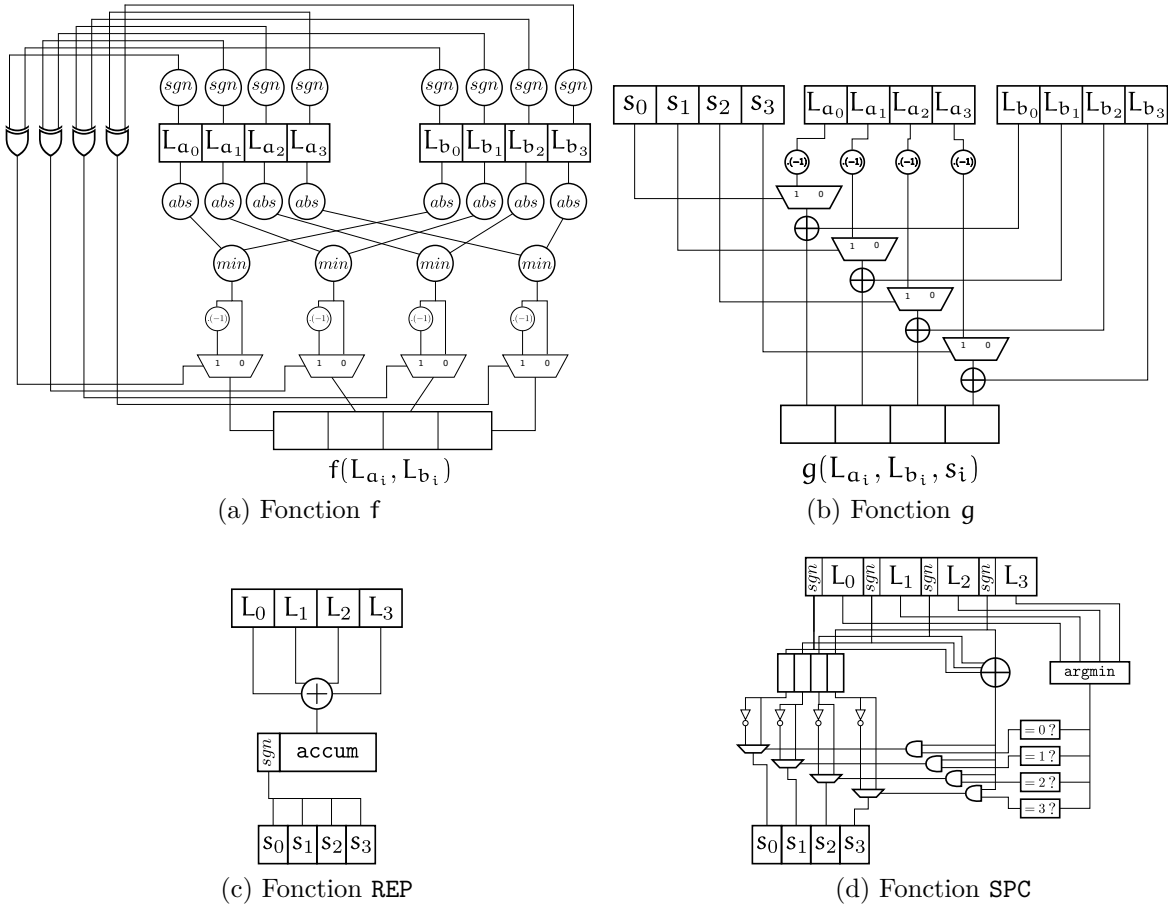 sgn sgn sgn sgn sgn sgn sgn sgn
L_{a_0} L_{a_1} L_{a_2} L_{a_3} L_{b_0} L_{b_1} L_{b_2} L_{b_3}
abs abs abs abs abs abs abs abs
min min min min
.(−1) .(−1) .(−1) .(−1)
1 0 1 0 1 0 1 0
f(L_{a_i}, L_{b_i})
(a) Fonction f
s_0 s_1 s_2 s_3 L_{a_0} L_{a_1} L_{a_2} L_{a_3} L_{b_0} L_{b_1} L_{b_2} L_{b_3}
.(−1) .(−1) .(−1) .(−1)
1 0
1 0
1 0
1 0
g(L_{a_i}, L_{b_i}, s_i)
(b) Fonction g
L_0 L_1 L_2 L_3
sgn accum
s_0 s_1 s_2 s_3
(c) Fonction REP
sgn L_0 sgn L_1 sgn L_2 sgn L_3
argmin
= 0 ?
= 1 ?
= 2 ?
= 3 ?
s_0 s_1 s_2 s_3
(d) Fonction SPC